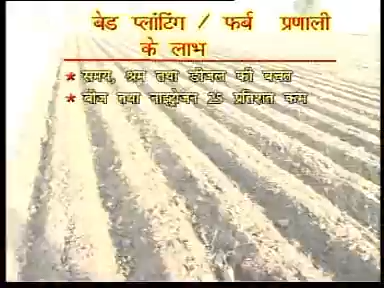 बेड प्लांटिंग / फर्ब प्रणाली
के लाभ
* समय, श्रम तथा डीजल की बचत
* बीज तथा नाइट्रोजन 25 प्रतिशत कम